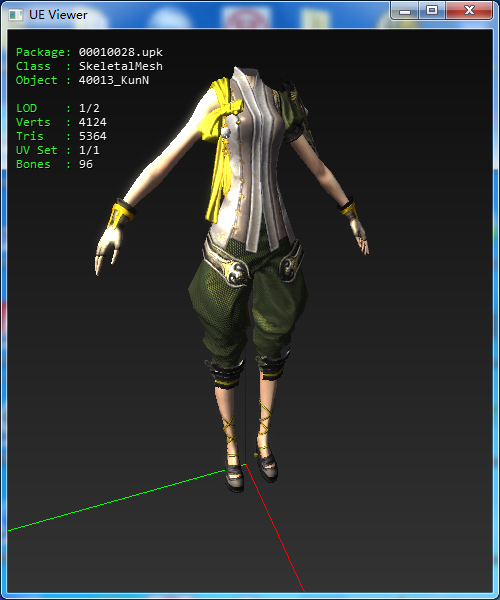 UE Viewer
Package: 00010028.upk
Class : SkeletalMesh
Object : 40013_KunN
LOD : 1/2
Verts : 4124
Tris : 5364
UV Set : 1/1
Bones : 96